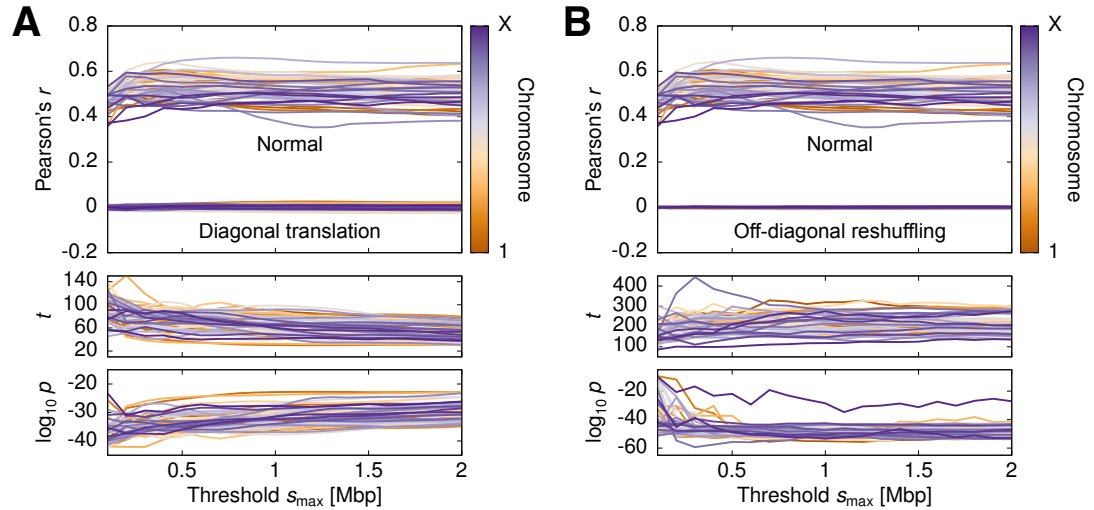 A
0.8
0.6
0.4
0.2
0
-0.2
Pearson's r
Normal
Diagonal translation
X
Chromosome
1
140
100
60
20
t
-20
-30
-40
log10 p
0.5 1 1.5 2
Threshold smax [Mbp]
B
0.8
0.6
0.4
0.2
0
-0.2
Pearson's r
Normal
Off-diagonal reshuffling
X
Chromosome
1
400
300
200
100
t
-20
-40
-60
log10 p
0.5 1 1.5 2
Threshold smax [Mbp]